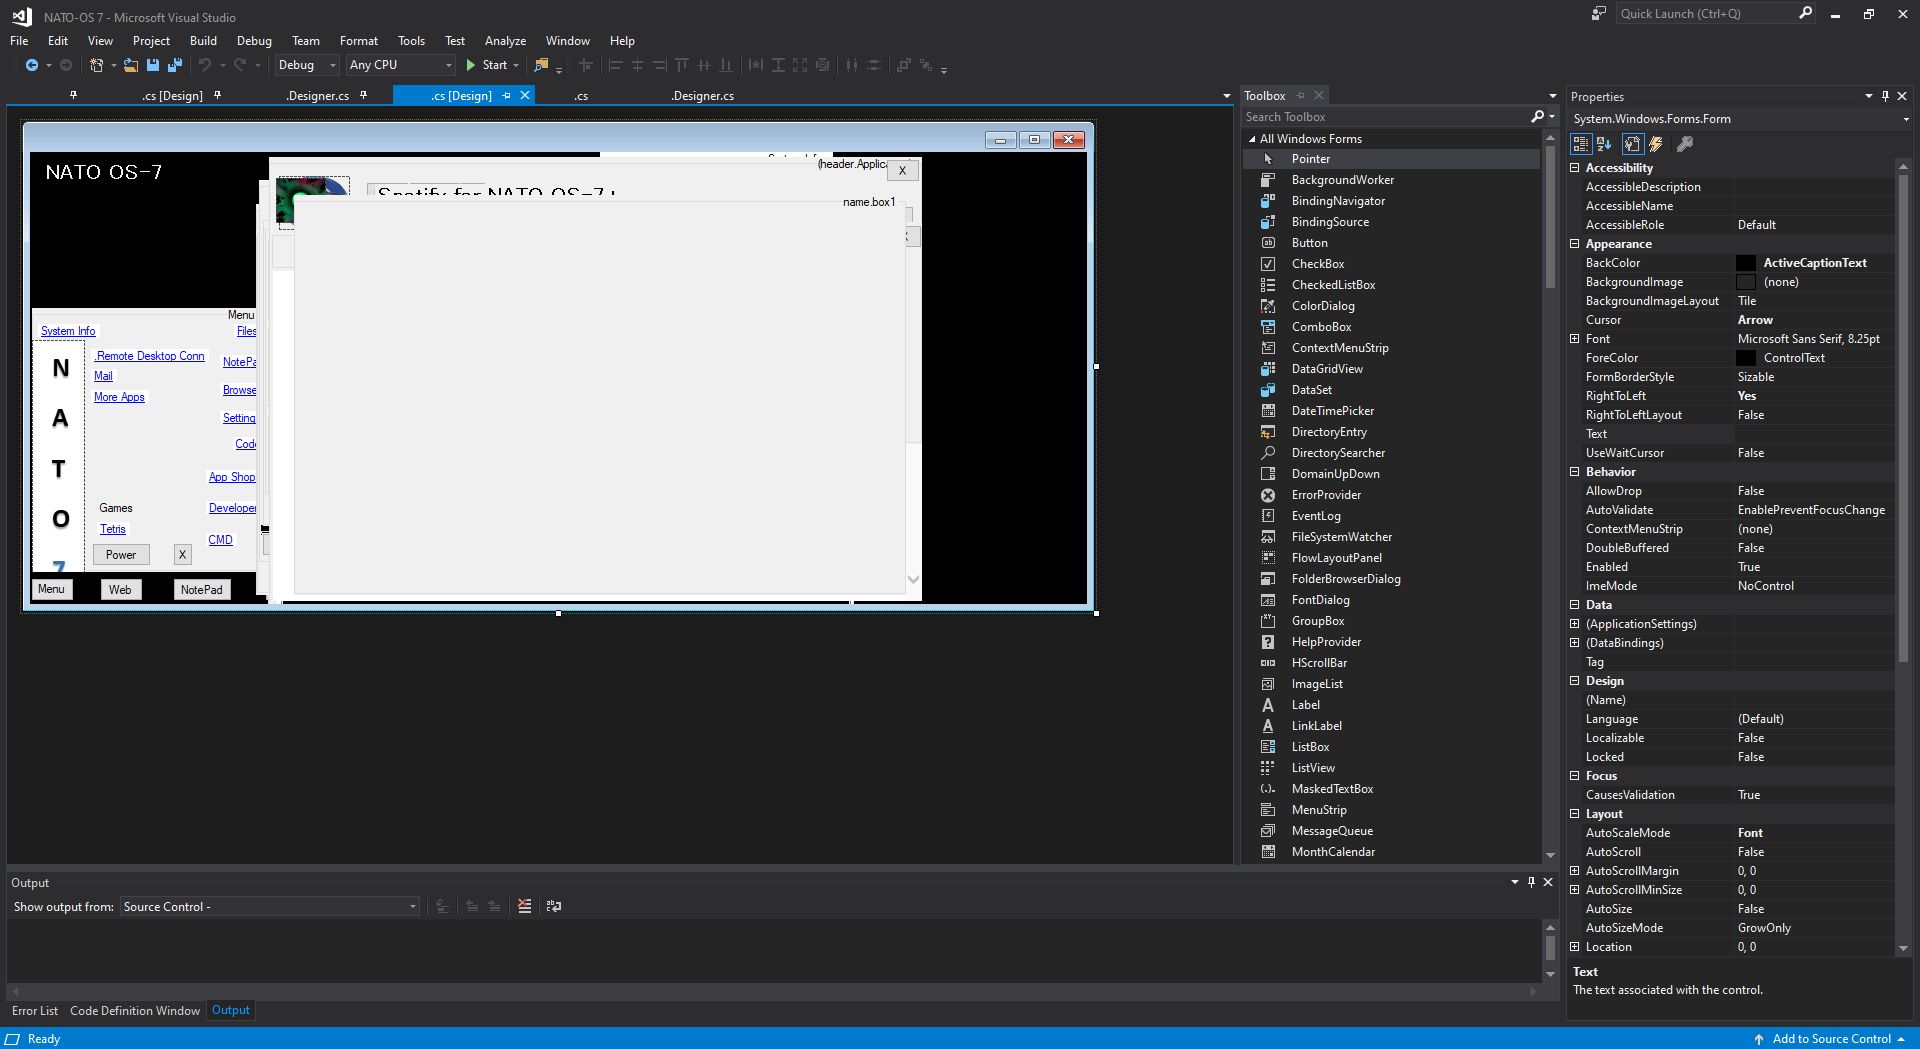 NATO-OS 7 - Microsoft Visual Studio
Quick Launch (Ctrl+Q)
File Edit View Project Build Debug Team Format Tools Test Analyze Window Help
Debug Any CPU Start
.cs [Design] .Designer.cs .cs [Design] .cs .Designer.cs
NATO OS-7
(header.Applica
X
Spotify for NATO OS-7
name.box1
Menu
System Info
Files
.Remote Desktop Conn
NotePa
Mail
Browse
More Apps
Setting
Code
App Shop
Games
Developer
Tetris
CMD
Power X
N
A
T
O
7
Menu Web NotePad
Toolbox
Search Toolbox
All Windows Forms
Pointer
BackgroundWorker
BindingNavigator
BindingSource
Button
CheckBox
CheckedListBox
ColorDialog
ComboBox
ContextMenuStrip
DataGridView
DataSet
DateTimePicker
DirectoryEntry
DirectorySearcher
DomainUpDown
ErrorProvider
EventLog
FileSystemWatcher
FlowLayoutPanel
FolderBrowserDialog
FontDialog
GroupBox
HelpProvider
HScrollBar
ImageList
Label
LinkLabel
ListBox
ListView
MaskedTextBox
MenuStrip
MessageQueue
MonthCalendar
Properties
System.Windows.Forms.Form
Accessibility
AccessibleDescription
AccessibleName
AccessibleRole Default
Appearance
BackColor ActiveCaptionText
BackgroundImage (none)
BackgroundImageLayout Tile
Cursor Arrow
Font Microsoft Sans Serif, 8.25pt
ForeColor ControlText
FormBorderStyle Sizable
RightToLeft Yes
RightToLeftLayout False
Text
UseWaitCursor False
Behavior
AllowDrop False
AutoValidate EnablePreventFocusChange
ContextMenuStrip (none)
DoubleBuffered False
Enabled True
ImeMode NoControl
Data
(ApplicationSettings)
(DataBindings)
Tag
Design
(Name)
Language (Default)
Localizable False
Locked False
Focus
CausesValidation True
Layout
AutoScaleMode Font
AutoScroll False
AutoScrollMargin 0, 0
AutoScrollMinSize 0, 0
AutoSize False
AutoSizeMode GrowOnly
Location 0, 0
Text
The text associated with the control.
Output
Show output from: Source Control -
Error List Code Definition Window Output
Ready
Add to Source Control